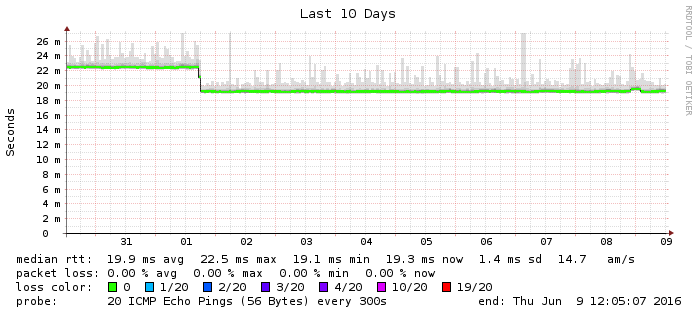 Last 10 Days
RRDTOOL / TOBI OETIKER
Seconds
26 m
24 m
22 m
20 m
18 m
16 m
14 m
12 m
10 m
8 m
6 m
4 m
2 m
0
31 01 02 03 04 05 06 07 08 09
median rtt: 19.9 ms avg 22.5 ms max 19.1 ms min 19.3 ms now 1.4 ms sd 14.7 am/s
packet loss: 0.00 % avg 0.00 % max 0.00 % min 0.00 % now
loss color: 0 1/20 2/20 3/20 4/20 10/20 19/20
probe: 20 ICMP Echo Pings (56 Bytes) every 300s end: Thu Jun 9 12:05:07 2016